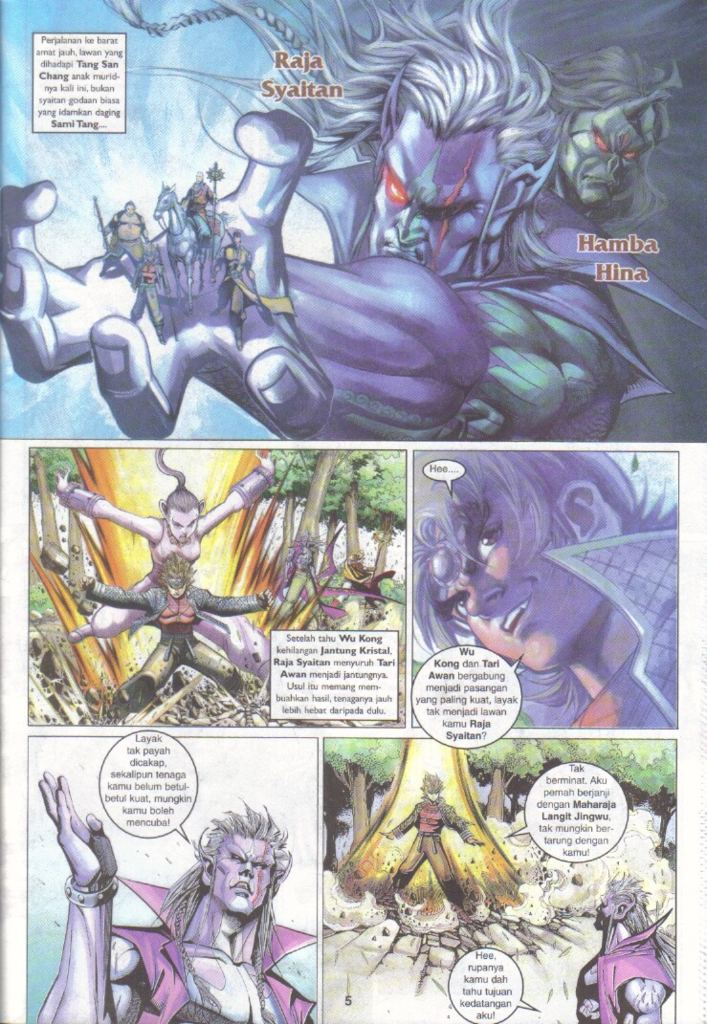 Perjalanan ke barat
amat jauh, lawan yang
dihadapi Tang San
Chang anak murid-
nya kali ini, bukan
syaitan godaan biasa
yang idamkan daging
Sami Tang....
Raja
Syaitan
Hamba
Hina
Setelah tahu Wu Kong
kehilangan Jantung Kristal,
Raja Syaitan menyuruh Tari
Awan menjadi jantungnya.
Usul itu memang mem-
buahkan hasil, tenaganya jauh
lebih hebat daripada dulu.
Hee....
Wu
Kong dan Tari
Awan bergabung
menjadi pasangan
yang paling kuat, layak
tak menjadi lawan
kamu Raja
Syaitan?
Layak
tak payah
dicakap,
sekalipun tenaga
kamu belum betul-
betul kuat, mungkin
kamu boleh
mencuba!
Tak
berminat. Aku
pernah berjanji
dengan Maharaja
Langit Jingwu,
tak mungkin ber-
tarung dengan
kamu!
Hee,
rupanya
kamu dah
tahu tujuan
kedatangan
aku!
5